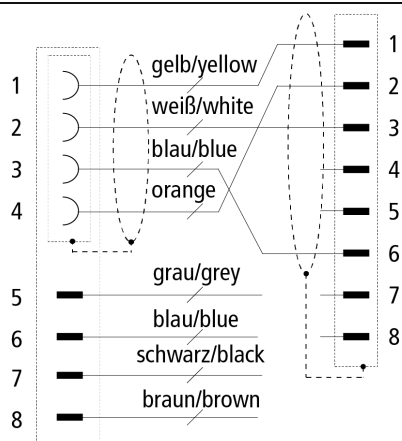 1 gelb/yellow 1
2 weiß/white 2
3 blau/blue 3
4 orange 4
5
6
5 grau/grey 7
6 blau/blue 8
7 schwarz/black
8 braun/brown